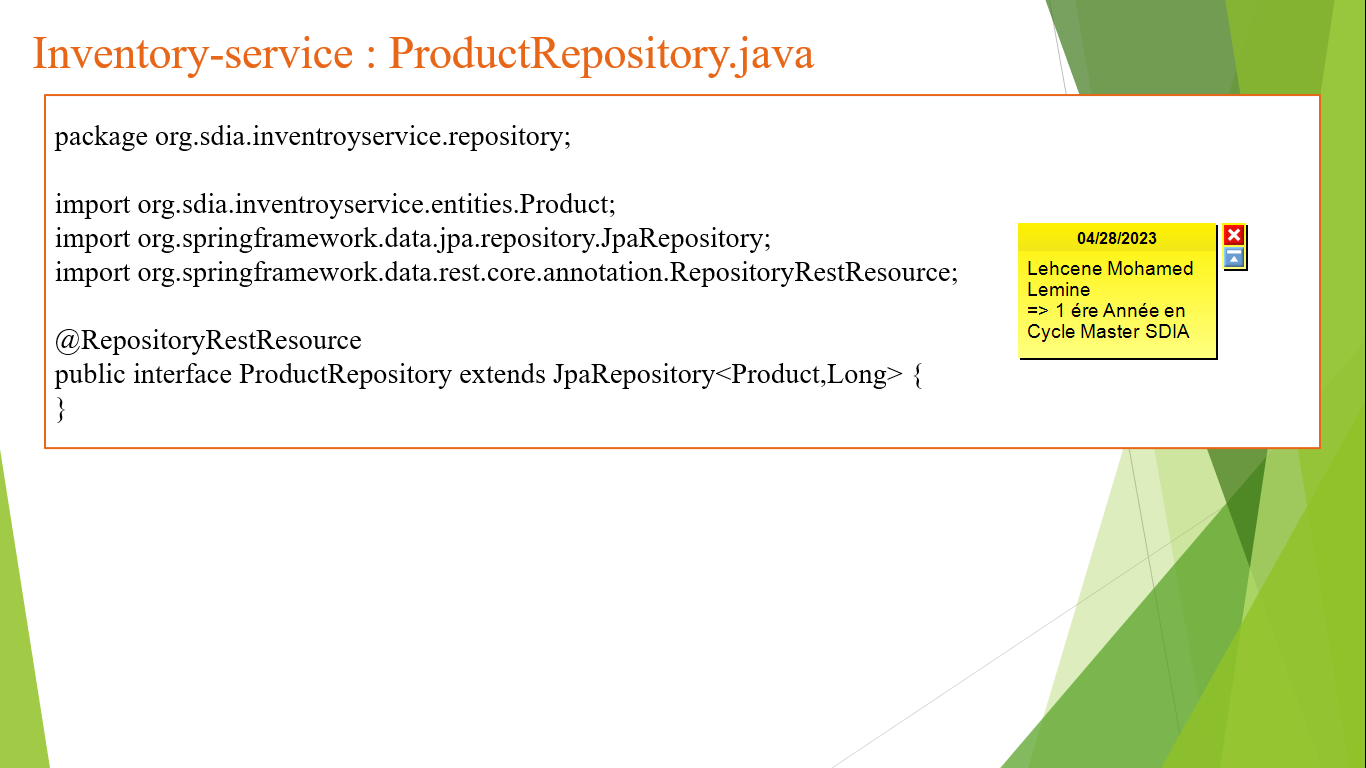 Inventory-service : ProductRepository.java
package org.sdia.inventroyservice.repository;
import org.sdia.inventroyservice.entities.Product;
import org.springframework.data.jpa.repository.JpaRepository;
import org.springframework.data.rest.core.annotation.RepositoryRestResource;
@RepositoryRestResource
public interface ProductRepository extends JpaRepository<Product,Long> {
}
04/28/2023
Lehcene Mohamed
Lemine
=> 1 ére Année en
Cycle Master SDIA